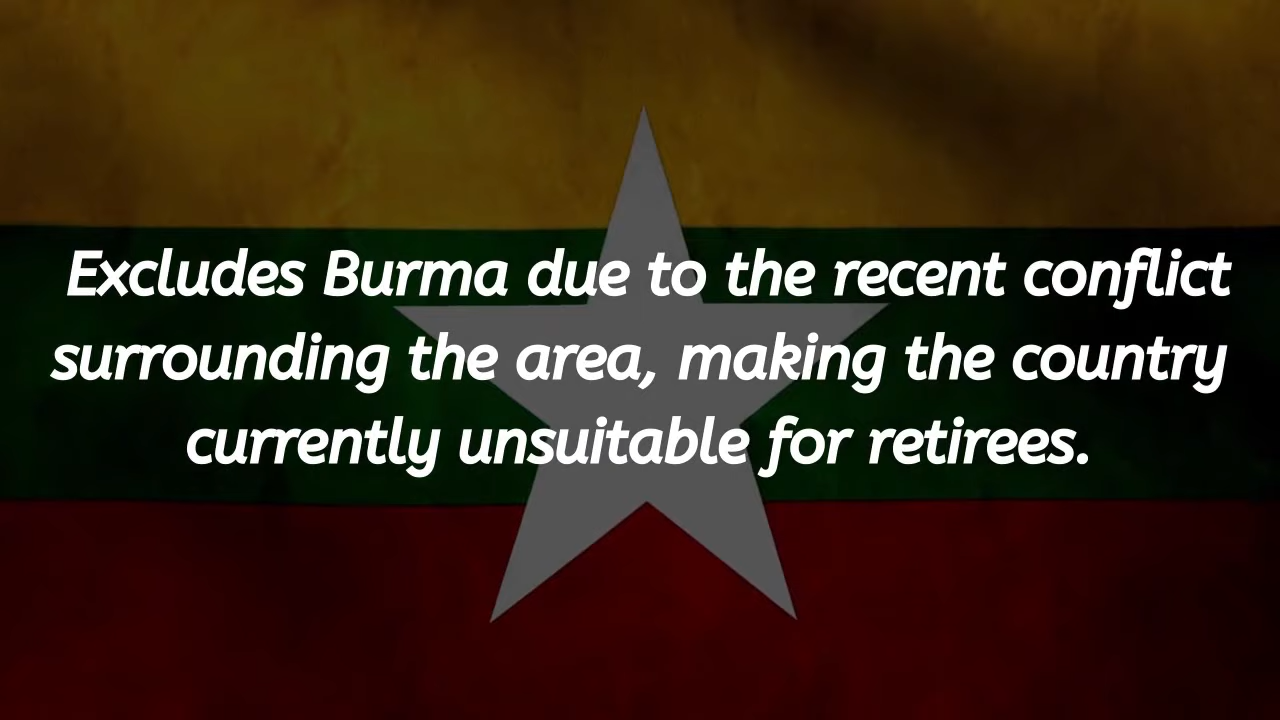 Excludes Burma due to the recent conflict
surrounding the area, making the country
currently unsuitable for retirees.